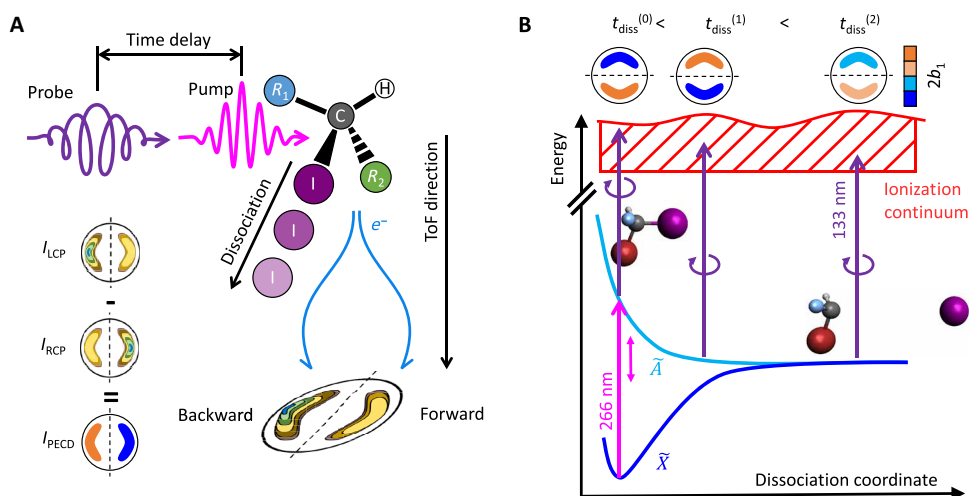 A
Time delay
Probe
Pump
R1
H
C
I
R2
I
I
Dissociation
e−
ToF direction
ILCP
-
IRCP
=
IPECD
Backward
Forward
B
tdiss(0) < tdiss(1) < tdiss(2)
2b1
Energy
Ionization
continuum
133 nm
266 nm
Ã
X̃
Dissociation coordinate